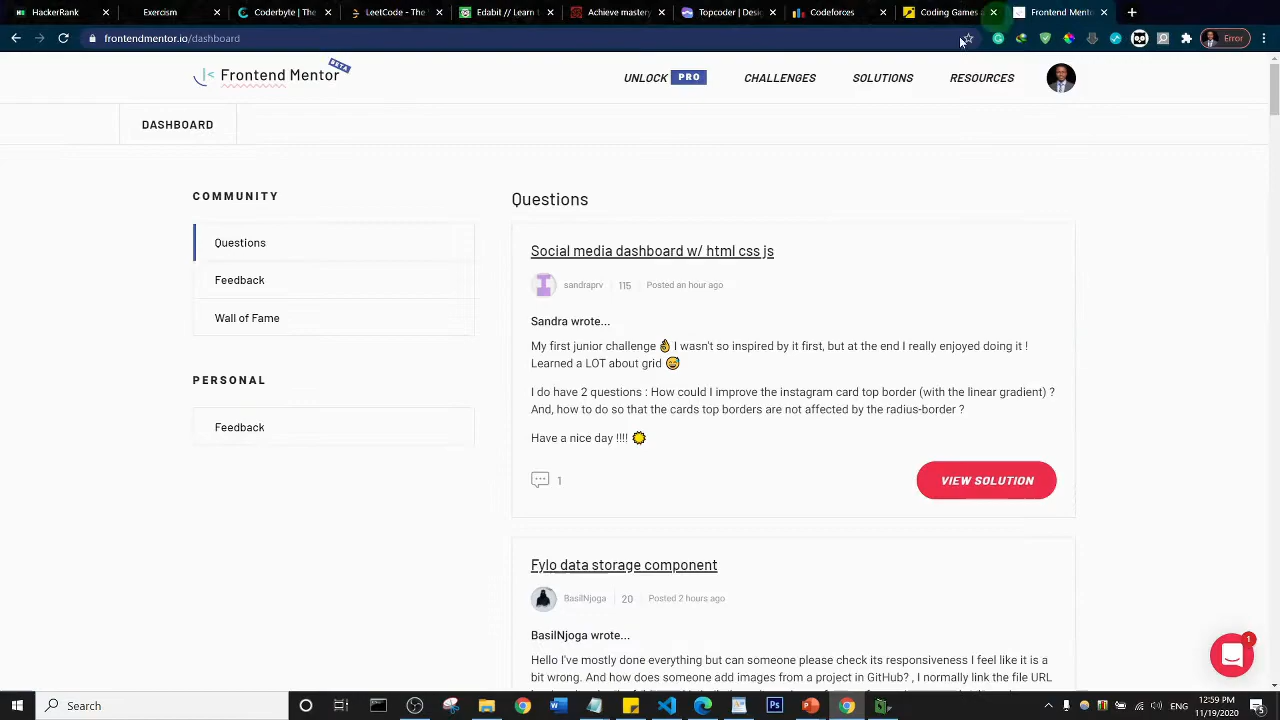 HackerRank
Exercism
Coderbyte | The
LeetCode - The
Edabit // Learn t
Achieve mastery
Topcoder | Desig
Codeforces
Coding Games
Frontend Mento
frontendmentor.io/dashboard
Error
Frontend Mentor
BETA
UNLOCK PRO
CHALLENGES
SOLUTIONS
RESOURCES
DASHBOARD
COMMUNITY
Questions
Feedback
Wall of Fame
PERSONAL
Feedback
Questions
Social media dashboard w/ html css js
sandraprv 115 Posted an hour ago
Sandra wrote...
My first junior challenge 👌 I wasn't so inspired by it first, but at the end I really enjoyed doing it !
Learned a LOT about grid 😅
I do have 2 questions : How could I improve the instagram card top border (with the linear gradient) ?
And, how to do so that the cards top borders are not affected by the radius-border ?
Have a nice day !!!!
1
VIEW SOLUTION
Fylo data storage component
BasilNjoga 20 Posted 2 hours ago
BasilNjoga wrote...
Hello I've mostly done everything but can someone please check its responsiveness I feel like it is a
bit wrong. And how does someone add images from a project in GitHub? , I normally link the file URL
1
Search
12:59 PM
11/19/2020